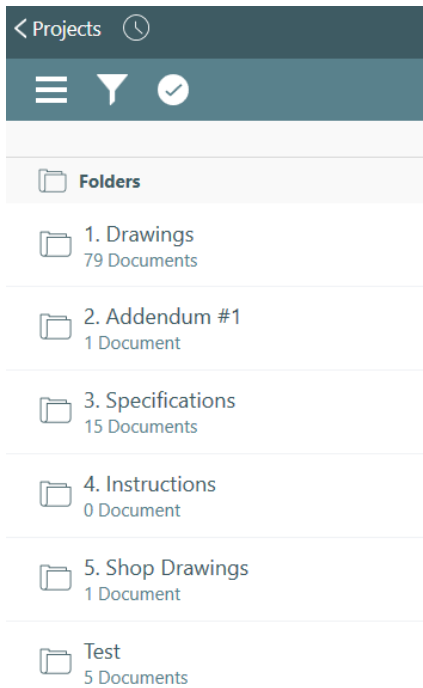 Projects
Folders
1. Drawings
79 Documents
2. Addendum #1
1 Document
3. Specifications
15 Documents
4. Instructions
0 Document
5. Shop Drawings
1 Document
Test
5 Documents